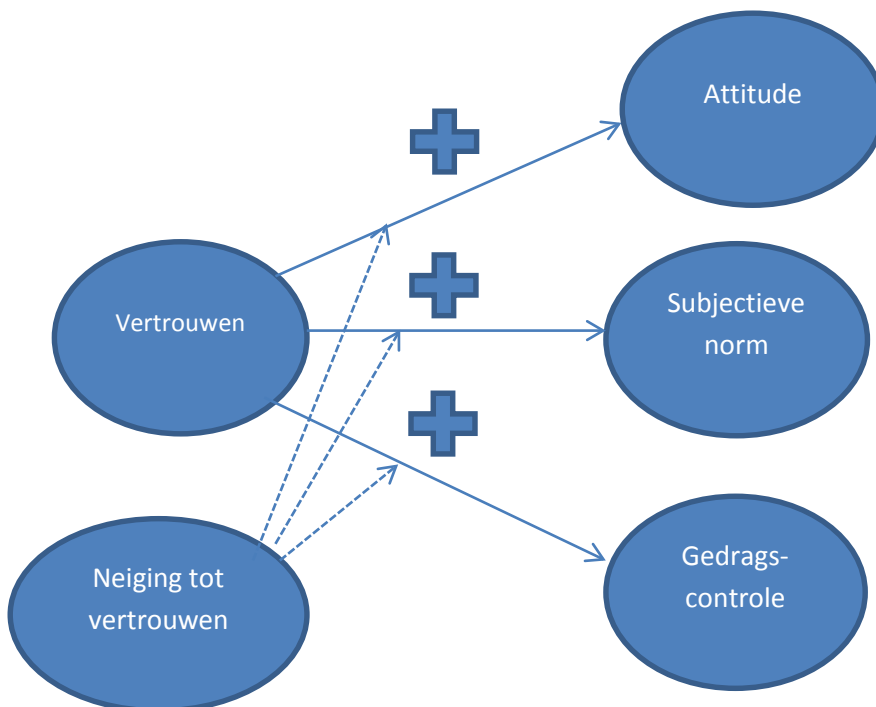 Attitude
Vertrouwen
Subjectieve
norm
Neiging tot
vertrouwen
Gedrags-
controle